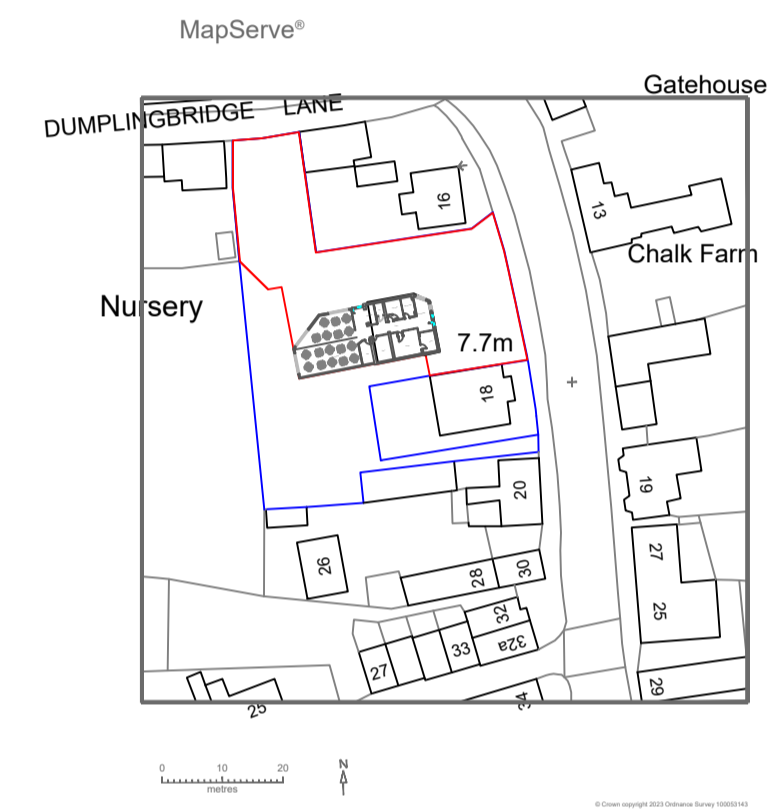 MapServe®
Gatehouse
DUMPLINGBRIDGE LANE
16
13
Chalk Farm
Nursery
7.7m
18
20
19
26
28
30
27
25
32
32a
33
27
29
34
25
0 10 20
metres
N
© Crown copyright 2023 Ordnance Survey 100053143